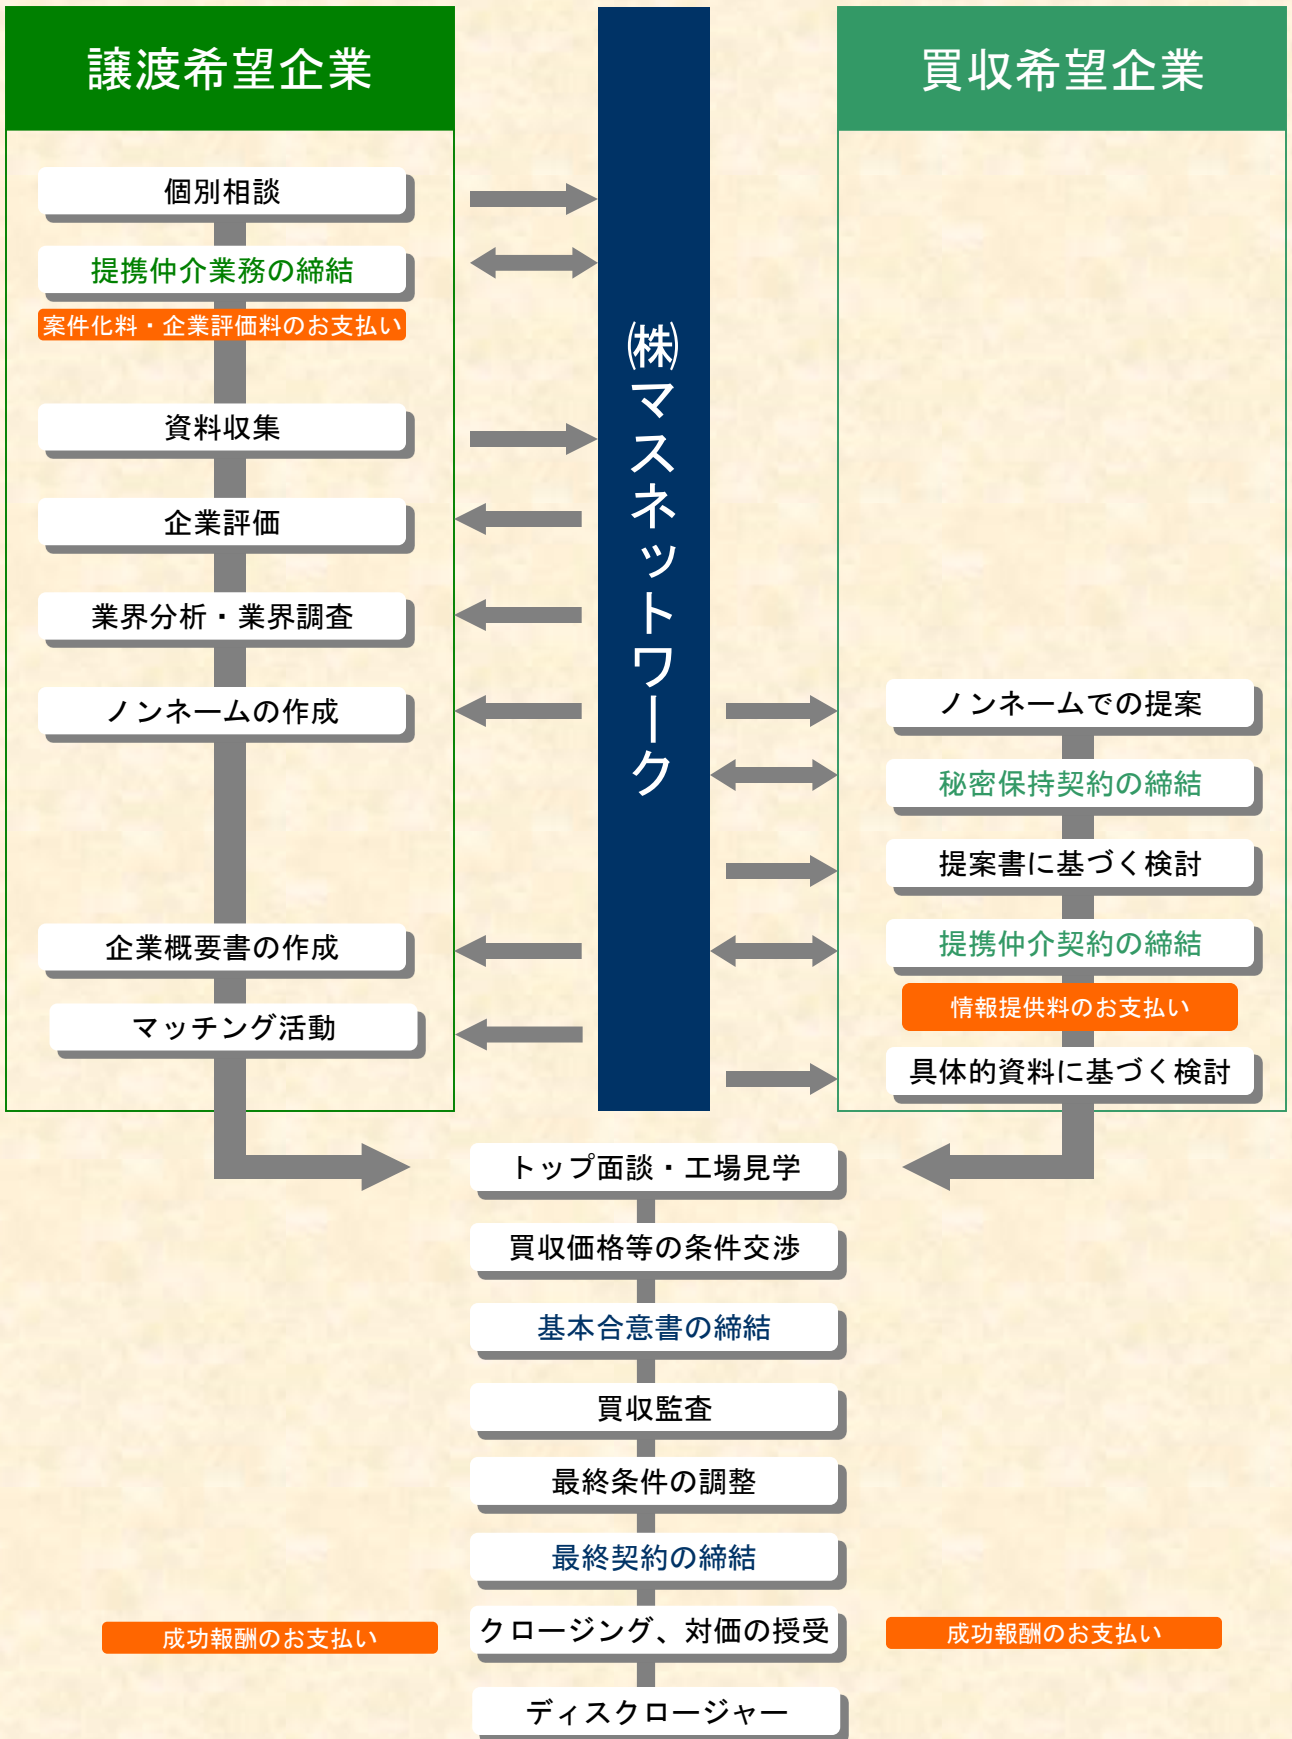 譲渡希望企業
個別相談
提携仲介業務の締結
案件化料・企業評価料のお支払い
資料収集
企業評価
業界分析・業界調査
ノンネームの作成
企業概要書の作成
マッチング活動
㈱マスネットワーク
買収希望企業
ノンネームでの提案
秘密保持契約の締結
提案書に基づく検討
提携仲介契約の締結
情報提供料のお支払い
具体的資料に基づく検討
トップ面談・工場見学
買収価格等の条件交渉
基本合意書の締結
買収監査
最終条件の調整
最終契約の締結
成功報酬のお支払い
クロージング、対価の授受
成功報酬のお支払い
ディスクロージャー